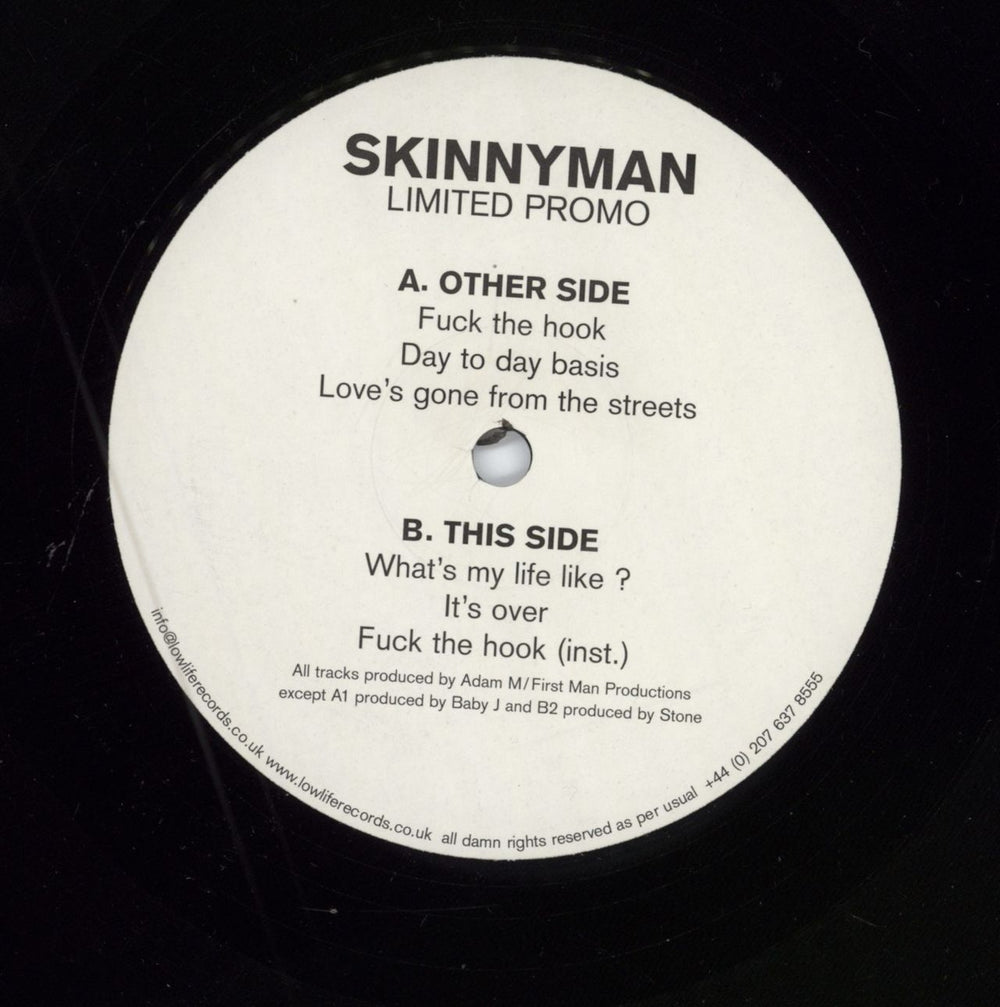 SKINNYMAN
LIMITED PROMO
A. OTHER SIDE
Fuck the hook
Day to day basis
Love's gone from the streets
B. THIS SIDE
What's my life like ?
It's over
Fuck the hook (inst.)
All tracks produced by Adam M/First Man Productions
except A1 produced by Baby J and B2 produced by Stone
info@lowliferecords.co.uk www.lowliferecords.co.uk all damn rights reserved as per usual +44 (0) 207 637 8555